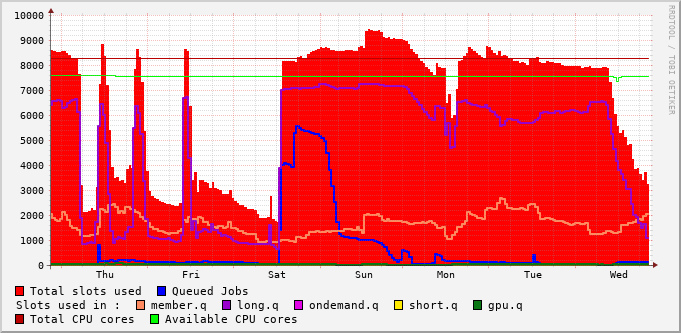 10000
9000
8000
7000
6000
5000
4000
3000
2000
1000
0
Thu Fri Sat Sun Mon Tue Wed
RRDTOOL / TOBI OETIKER
Total slots used Queued Jobs
Slots used in : member.q long.q ondemand.q short.q gpu.q
Total CPU cores Available CPU cores